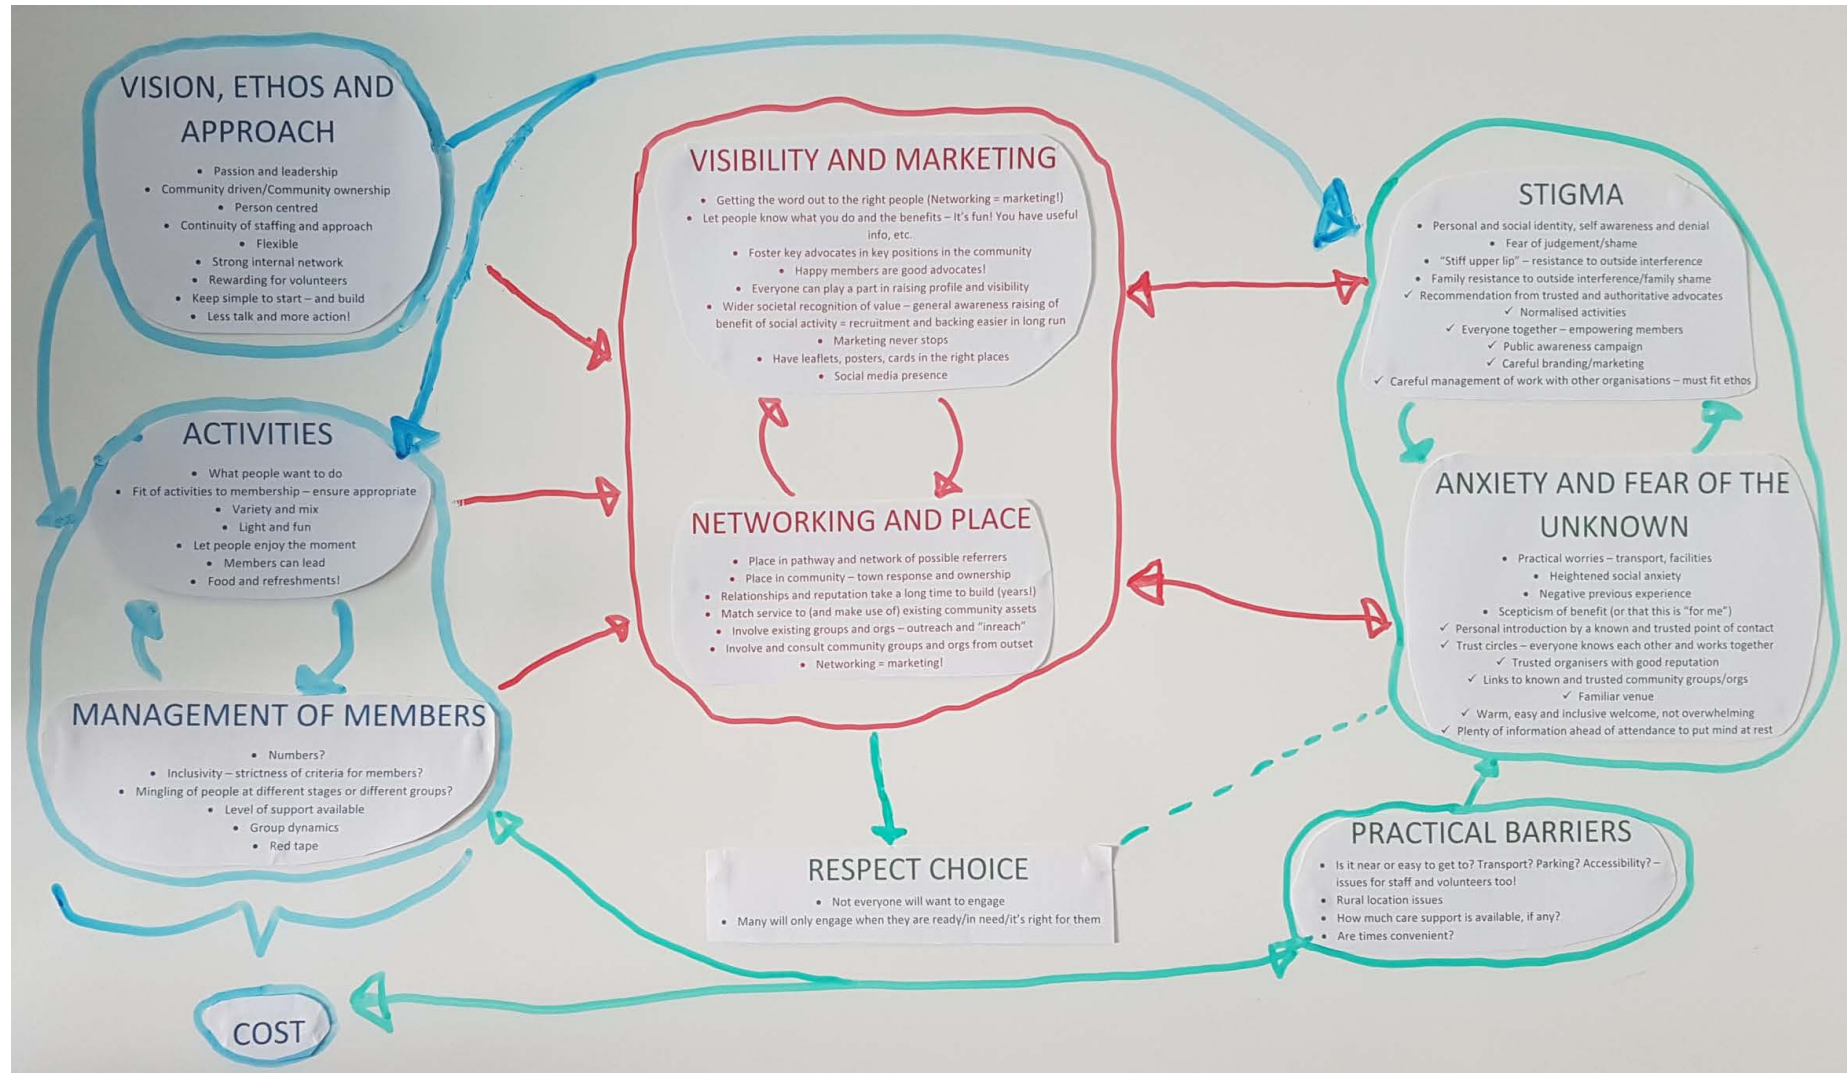 VISION, ETHOS AND
APPROACH
• Passion and leadership
• Community driven/Community ownership
• Person centred
• Continuity of staffing and approach
• Flexible
• Strong internal network
• Rewarding for volunteers
• Keep simple to start – and build
• Less talk and more action!
ACTIVITIES
• What people want to do
• Fit of activities to membership – ensure appropriate
• Variety and mix
• Light and fun
• Let people enjoy the moment
• Members can lead
• Food and refreshments!
MANAGEMENT OF MEMBERS
• Numbers?
• Inclusivity – strictness of criteria for members?
• Mingling of people at different stages or different groups?
• Level of support available
• Group dynamics
• Red tape
COST
VISIBILITY AND MARKETING
• Getting the word out to the right people (Networking = marketing!)
• Let people know what you do and the benefits – It's fun! You have useful
info, etc.
• Foster key advocates in key positions in the community
• Happy members are good advocates!
• Everyone can play a part in raising profile and visibility
• Wider societal recognition of value – general awareness raising of
benefit of social activity = recruitment and backing easier in long run
• Marketing never stops
• Have leaflets, posters, cards in the right places
• Social media presence
NETWORKING AND PLACE
• Place in pathway and network of possible referrers
• Place in community – town response and ownership
• Relationships and reputation take a long time to build (years!)
• Match service to (and make use of) existing community assets
• Involve existing groups and orgs – outreach and "inreach"
• Involve and consult community groups and orgs from outset
• Networking = marketing!
RESPECT CHOICE
• Not everyone will want to engage
• Many will only engage when they are ready/in need/it's right for them
STIGMA
• Personal and social identity, self awareness and denial
• Fear of judgement/shame
• "Stiff upper lip" – resistance to outside interference
• Family resistance to outside interference/family shame
✓ Recommendation from trusted and authoritative advocates
✓ Normalised activities
✓ Everyone together – empowering members
✓ Public awareness campaign
✓ Careful branding/marketing
✓ Careful management of work with other organisations – must fit ethos
ANXIETY AND FEAR OF THE
UNKNOWN
• Practical worries – transport, facilities
• Heightened social anxiety
• Negative previous experience
• Scepticism of benefit (or that this is "for me")
✓ Personal introduction by a known and trusted point of contact
✓ Trust circles – everyone knows each other and works together
✓ Trusted organisers with good reputation
✓ Links to known and trusted community groups/orgs
✓ Familiar venue
✓ Warm, easy and inclusive welcome, not overwhelming
✓ Plenty of information ahead of attendance to put mind at rest
PRACTICAL BARRIERS
• Is it near or easy to get to? Transport? Parking? Accessibility? –
issues for staff and volunteers too!
• Rural location issues
• How much care support is available, if any?
• Are times convenient?